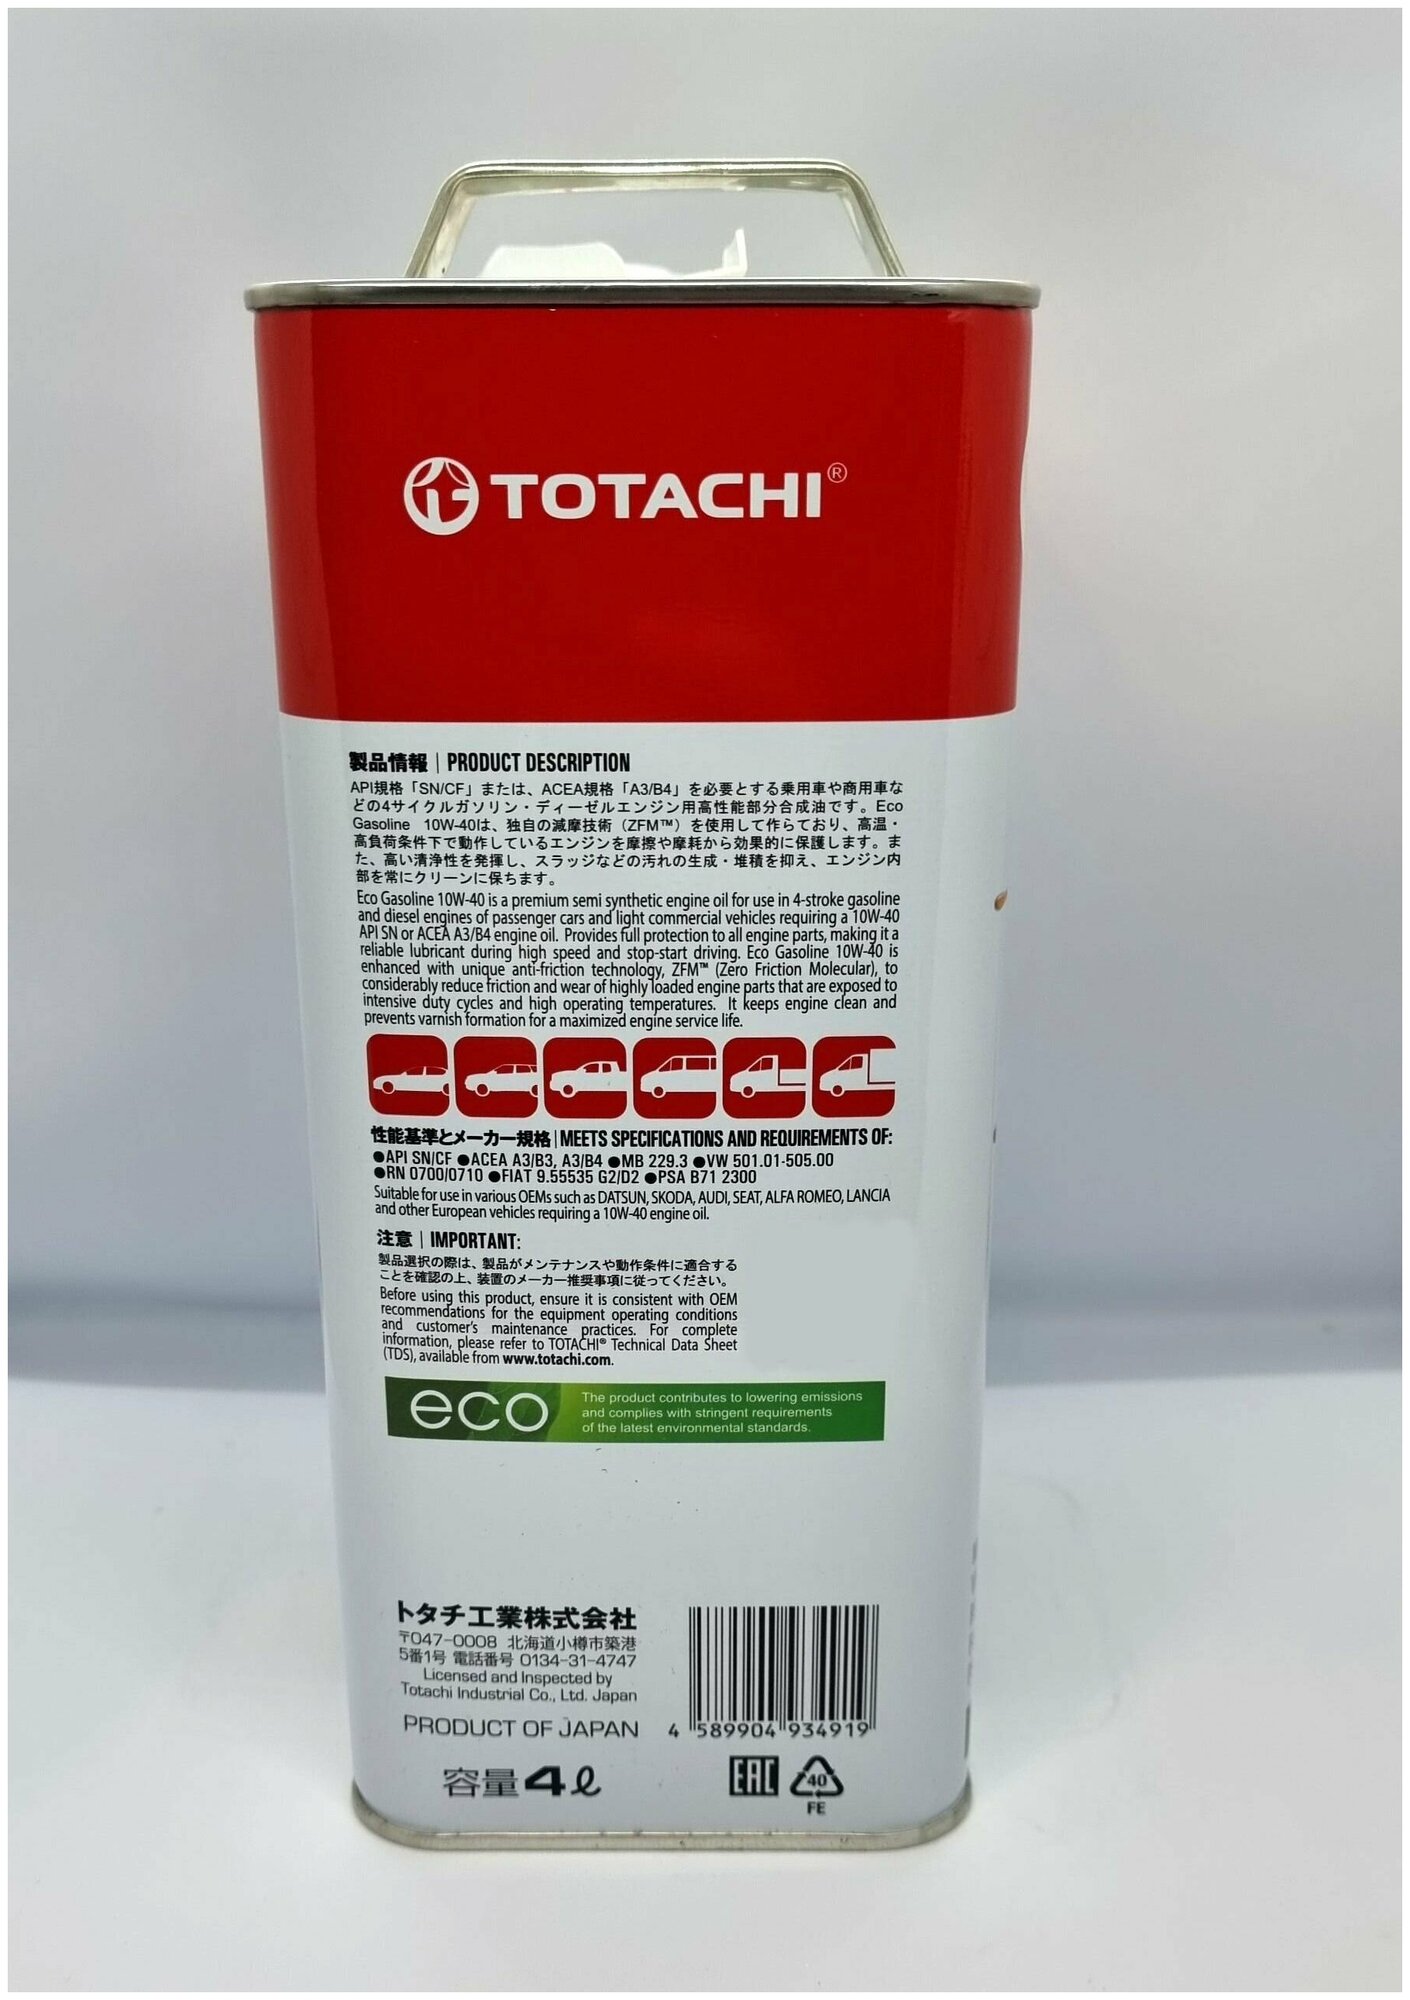 TOTACHI®
製品情報 | PRODUCT DESCRIPTION
API規格「SN/CF」または、ACEA規格「A3/B4」を必要とする乗用車や商用車な
どの4サイクルガソリン・ディーゼルエンジン用高性能部分合成油です。Eco
Gasoline 10W-40は、独自の減摩技術（ZFM™）を使用して作らており、高温・
高負荷条件下で動作しているエンジンを摩擦や摩耗から効果的に保護します。ま
た、高い清浄性を発揮し、スラッジなどの汚れの生成・堆積を抑え、エンジン内
部を常にクリーンに保ちます。
Eco Gasoline 10W-40 is a premium semi synthetic engine oil for use in 4-stroke gasoline
and diesel engines of passenger cars and light commercial vehicles requiring a 10W-40
API SN or ACEA A3/B4 engine oil. Provides full protection to all engine parts, making it a
reliable lubricant during high speed and stop-start driving. Eco Gasoline 10W-40 is
enhanced with unique anti-friction technology, ZFM™ (Zero Friction Molecular), to
considerably reduce friction and wear of highly loaded engine parts that are exposed to
intensive duty cycles and high operating temperatures. It keeps engine clean and
prevents varnish formation for a maximized engine service life.
性能基準とメーカー規格 | MEETS SPECIFICATIONS AND REQUIREMENTS OF:
●API SN/CF ●ACEA A3/B3, A3/B4 ●MB 229.3 ●VW 501.01-505.00
●RN 0700/0710 ●FIAT 9.55535 G2/D2 ●PSA B71 2300
Suitable for use in various OEMs such as DATSUN, SKODA, AUDI, SEAT, ALFA ROMEO, LANCIA
and other European vehicles requiring a 10W-40 engine oil.
注意 | IMPORTANT:
製品選択の際は、製品がメンテナンスや動作条件に適合する
ことを確認の上、装置のメーカー推奨事項に従ってください。
Before using this product, ensure it is consistent with OEM
recommendations for the equipment operating conditions
and customer's maintenance practices. For complete
information, please refer to TOTACHI® Technical Data Sheet
(TDS), available from www.totachi.com.
eco
The product contributes to lowering emissions
and complies with stringent requirements
of the latest environmental standards.
トタチ工業株式会社
〒047-0008 北海道小樽市築港
5番1号 電話番号 0134-31-4747
Licensed and Inspected by
Totachi Industrial Co., Ltd. Japan
PRODUCT OF JAPAN
4 589904 934919
容量4ℓ
EAC
40
FE